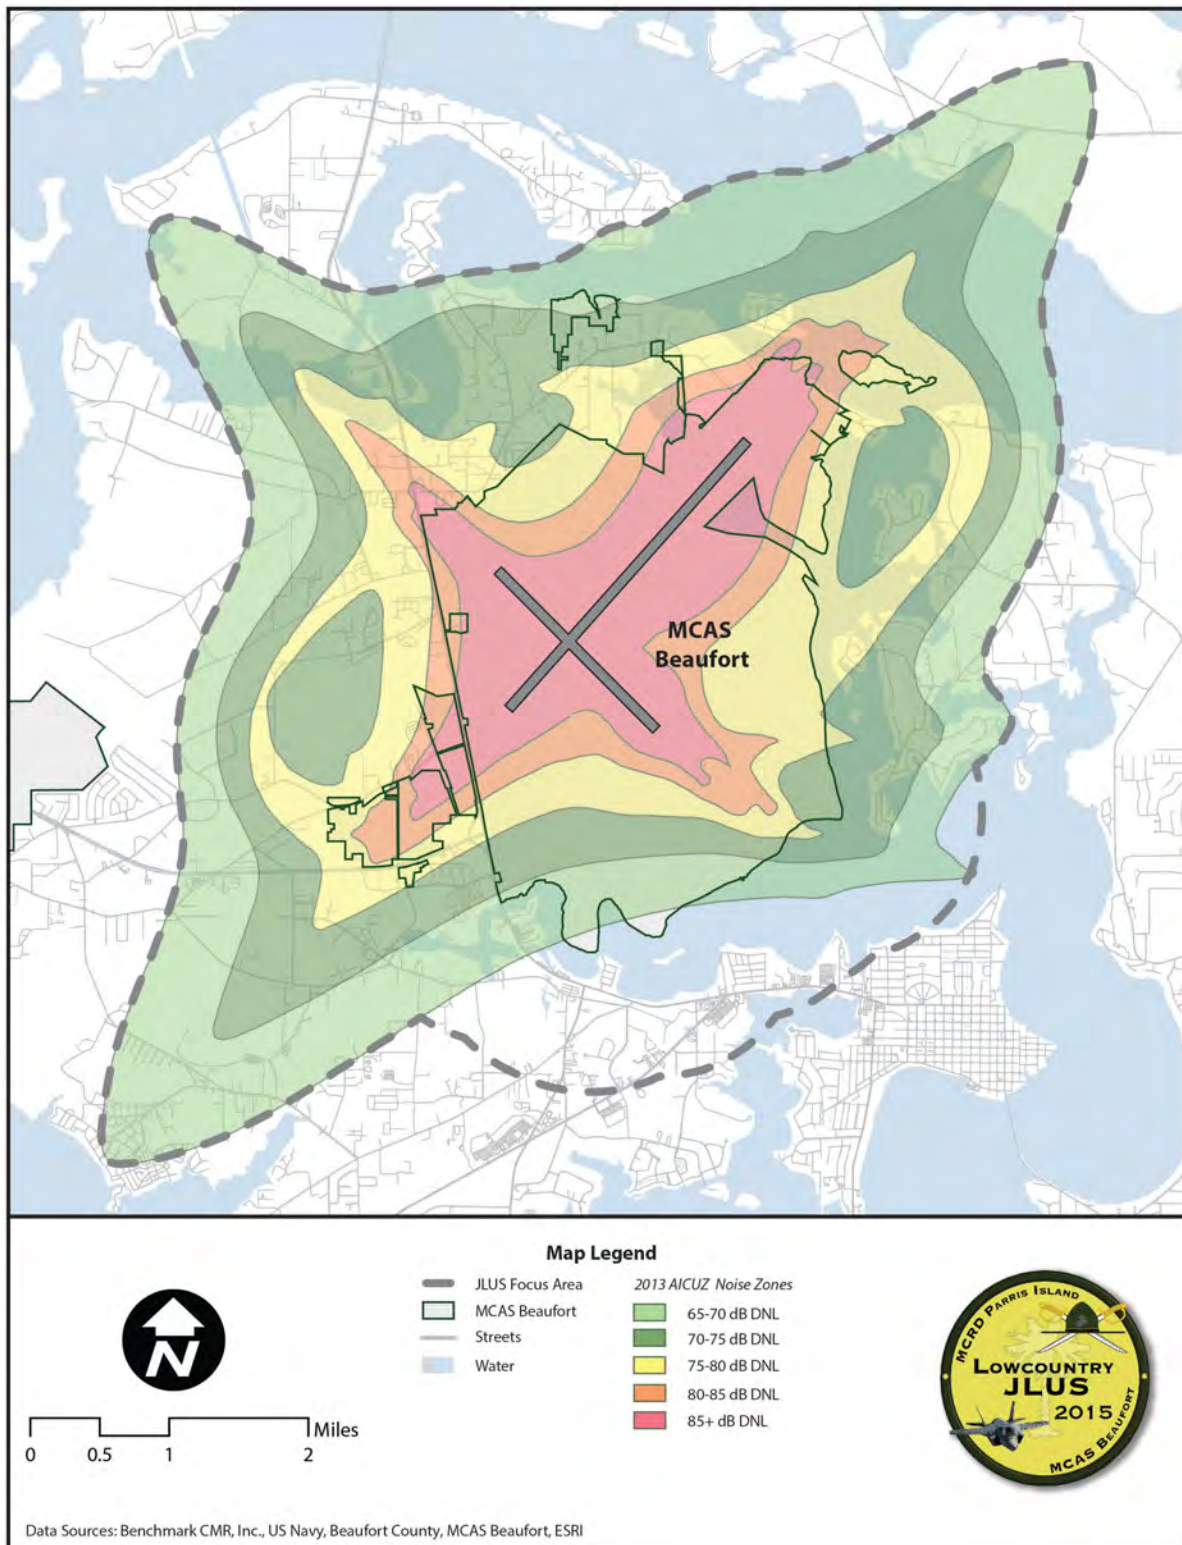 MCAS
Beaufort
Map Legend
JLUS Focus Area
MCAS Beaufort
Streets
Water
2013 AICUZ Noise Zones
65-70 dB DNL
70-75 dB DNL
75-80 dB DNL
80-85 dB DNL
85+ dB DNL
N
Miles
0 0.5 1 2
MCRD PARRIS ISLAND
LOWCOUNTRY
JLUS
2015
MCAS BEAUFORT
Data Sources: Benchmark CMR, Inc., US Navy, Beaufort County, MCAS Beaufort, ESRI